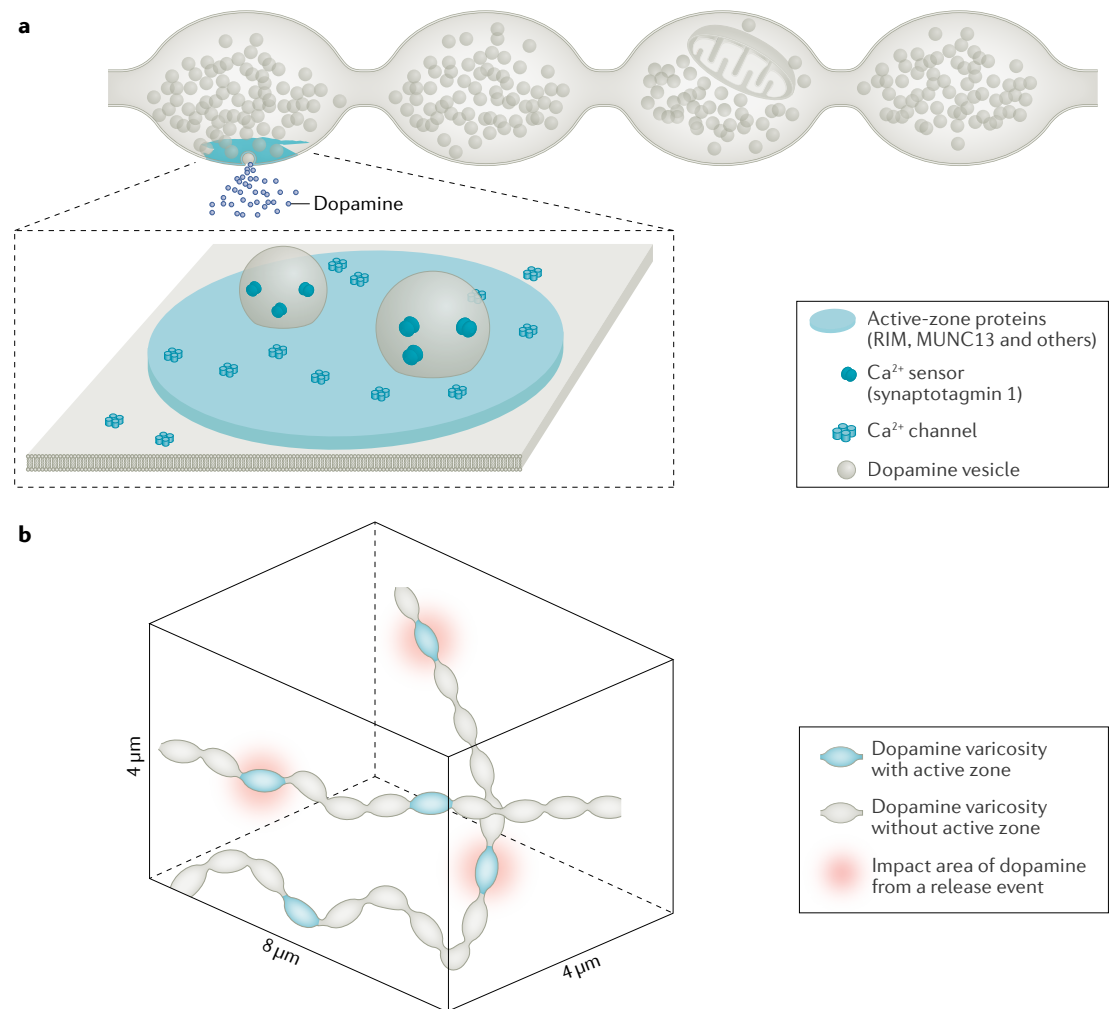 a
Dopamine
Active-zone proteins
(RIM, MUNC13 and others)
Ca²⁺ sensor
(synaptotagmin 1)
Ca²⁺ channel
Dopamine vesicle
b
4 µm
8 µm
4 µm
Dopamine varicosity
with active zone
Dopamine varicosity
without active zone
Impact area of dopamine
from a release event